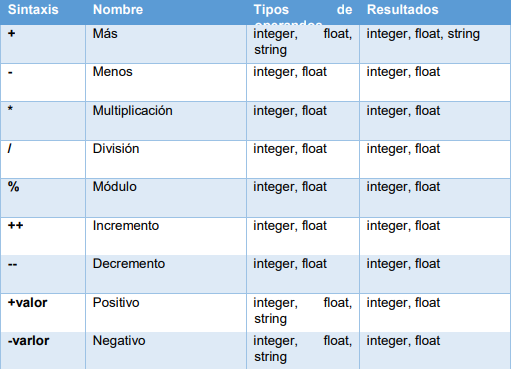 Sintaxis Nombre Tipos de operandos Resultados
+ Más integer, float, string integer, float, string
- Menos integer, float integer, float
* Multiplicación integer, float integer, float
/ División integer, float integer, float
% Módulo integer, float integer, float
++ Incremento integer, float integer, float
-- Decremento integer, float integer, float
+valor Positivo integer, float, string integer, float
-varlor Negativo integer, float, string integer, float